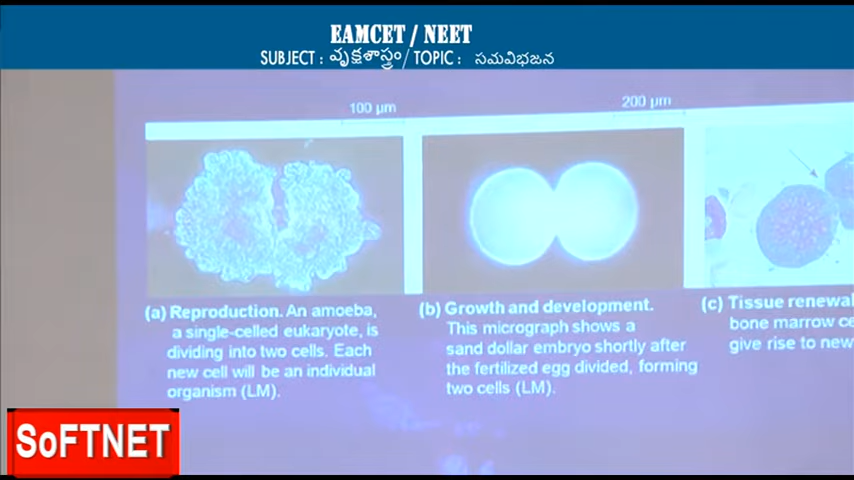 EAMCET / NEET
SUBJECT : వృక్షశాస్త్రం / TOPIC : సమవిభజన
100 µm
200 µm
(a) Reproduction. An amoeba,
a single-celled eukaryote, is
dividing into two cells. Each
new cell will be an individual
organism (LM).
(b) Growth and development.
This micrograph shows a
sand dollar embryo shortly after
the fertilized egg divided, forming
two cells (LM).
(c) Tissue renewal
bone marrow ce
give rise to new
SoFTNET